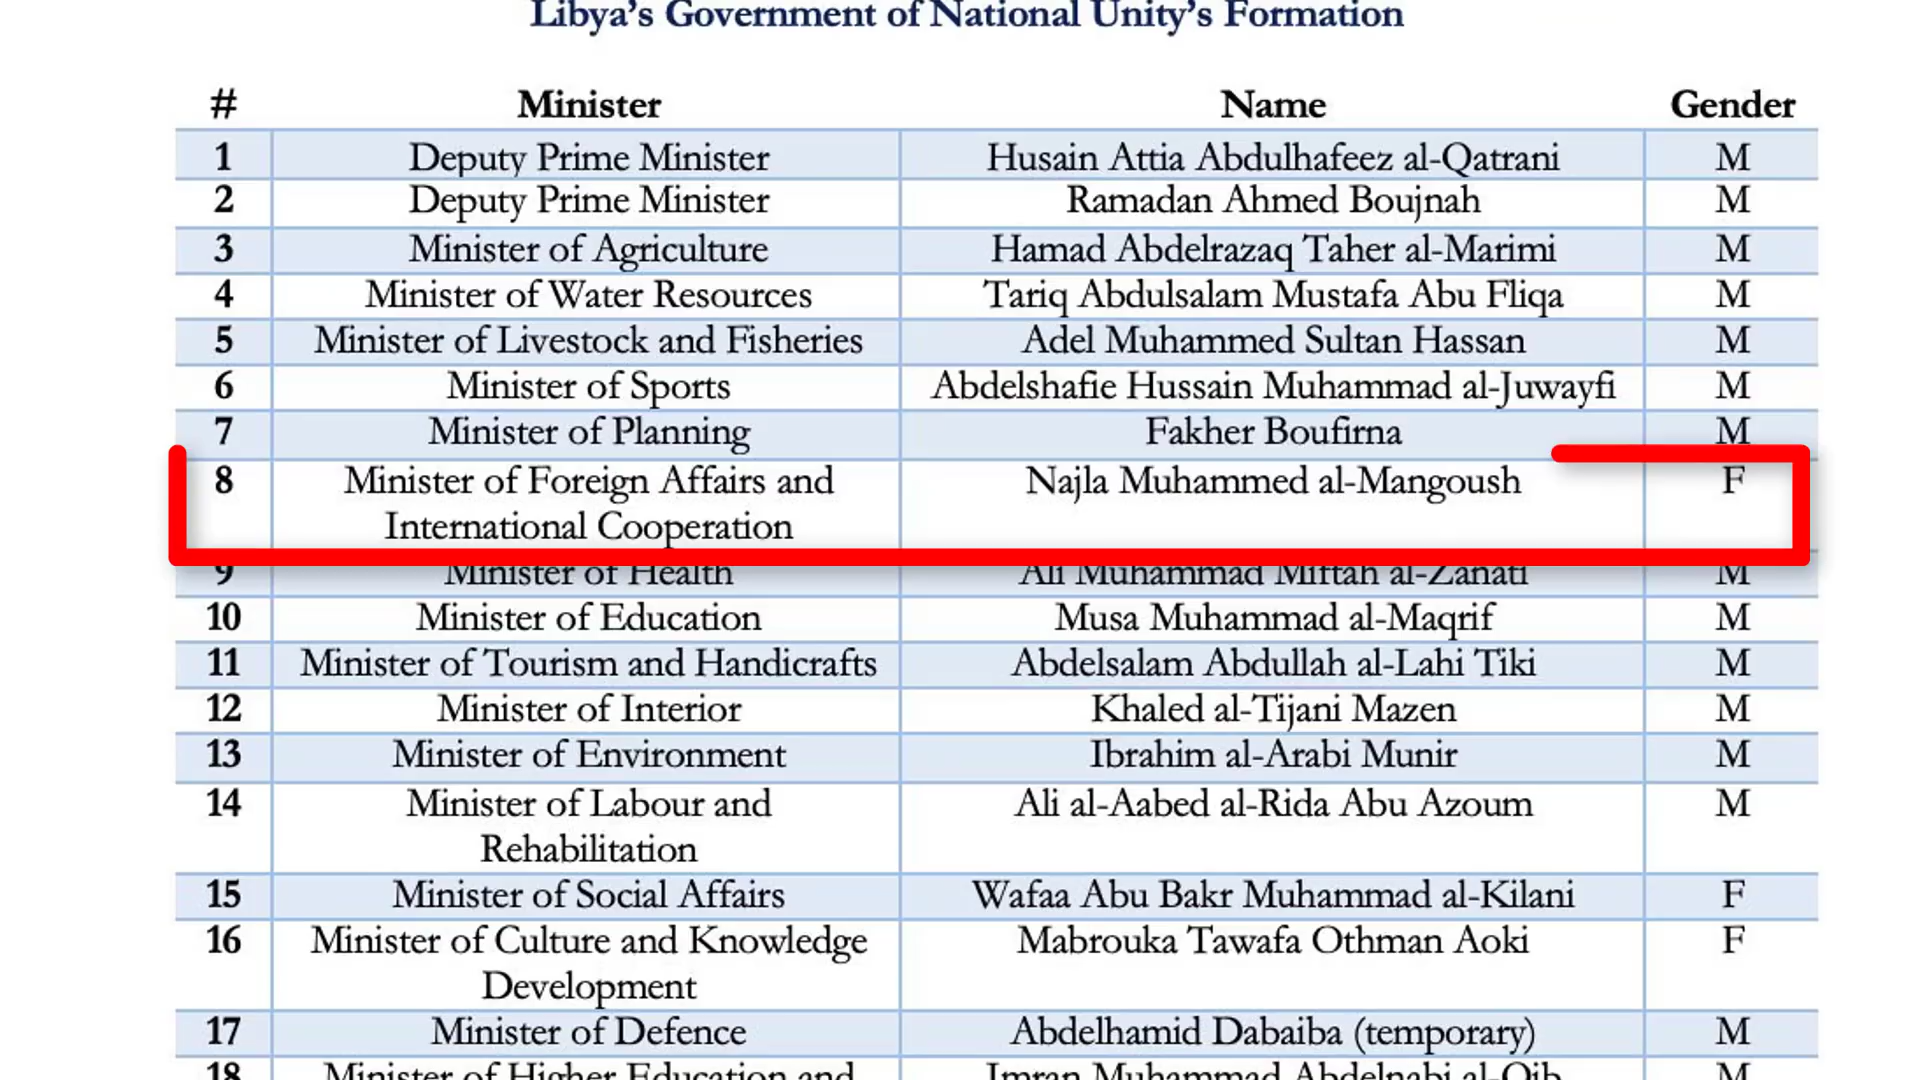 Libya's Government of National Unity's Formation
# Minister Name Gender
1 Deputy Prime Minister Husain Attia Abdulhafeez al-Qatrani M
2 Deputy Prime Minister Ramadan Ahmed Boujnah M
3 Minister of Agriculture Hamad Abdelrazaq Taher al-Marimi M
4 Minister of Water Resources Tariq Abdulsalam Mustafa Abu Fliqa M
5 Minister of Livestock and Fisheries Adel Muhammed Sultan Hassan M
6 Minister of Sports Abdelshafie Hussain Muhammad al-Juwayfi M
7 Minister of Planning Fakher Boufirna M
8 Minister of Foreign Affairs and Najla Muhammed al-Mangoush F
International Cooperation
9 Minister of Health Ali Muhammad Miftah al-Zanati M
10 Minister of Education Musa Muhammad al-Maqrif M
11 Minister of Tourism and Handicrafts Abdelsalam Abdullah al-Lahi Tiki M
12 Minister of Interior Khaled al-Tijani Mazen M
13 Minister of Environment Ibrahim al-Arabi Munir M
14 Minister of Labour and Ali al-Aabed al-Rida Abu Azoum M
Rehabilitation
15 Minister of Social Affairs Wafaa Abu Bakr Muhammad al-Kilani F
16 Minister of Culture and Knowledge Mabrouka Tawafa Othman Aoki F
Development
17 Minister of Defence Abdelhamid Dabaiba (temporary) M
18 Minister of Higher Education and Imran Muhammad Abdelnabi al-Qib M